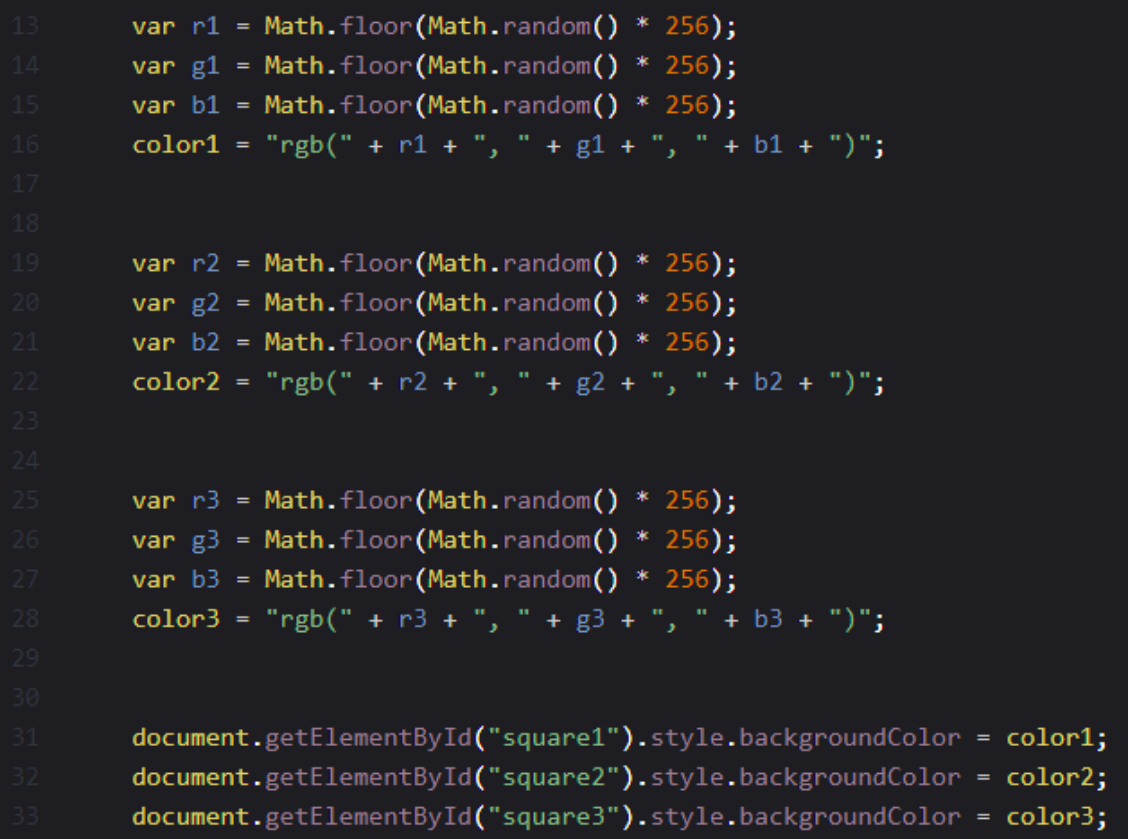 13 var r1 = Math.floor(Math.random() * 256);
14 var g1 = Math.floor(Math.random() * 256);
15 var b1 = Math.floor(Math.random() * 256);
16 color1 = "rgb(" + r1 + ", " + g1 + ", " + b1 + ")";
17
18
19 var r2 = Math.floor(Math.random() * 256);
20 var g2 = Math.floor(Math.random() * 256);
21 var b2 = Math.floor(Math.random() * 256);
22 color2 = "rgb(" + r2 + ", " + g2 + ", " + b2 + ")";
23
24
25 var r3 = Math.floor(Math.random() * 256);
26 var g3 = Math.floor(Math.random() * 256);
27 var b3 = Math.floor(Math.random() * 256);
28 color3 = "rgb(" + r3 + ", " + g3 + ", " + b3 + ")";
29
30
31 document.getElementById("square1").style.backgroundColor = color1;
32 document.getElementById("square2").style.backgroundColor = color2;
33 document.getElementById("square3").style.backgroundColor = color3;